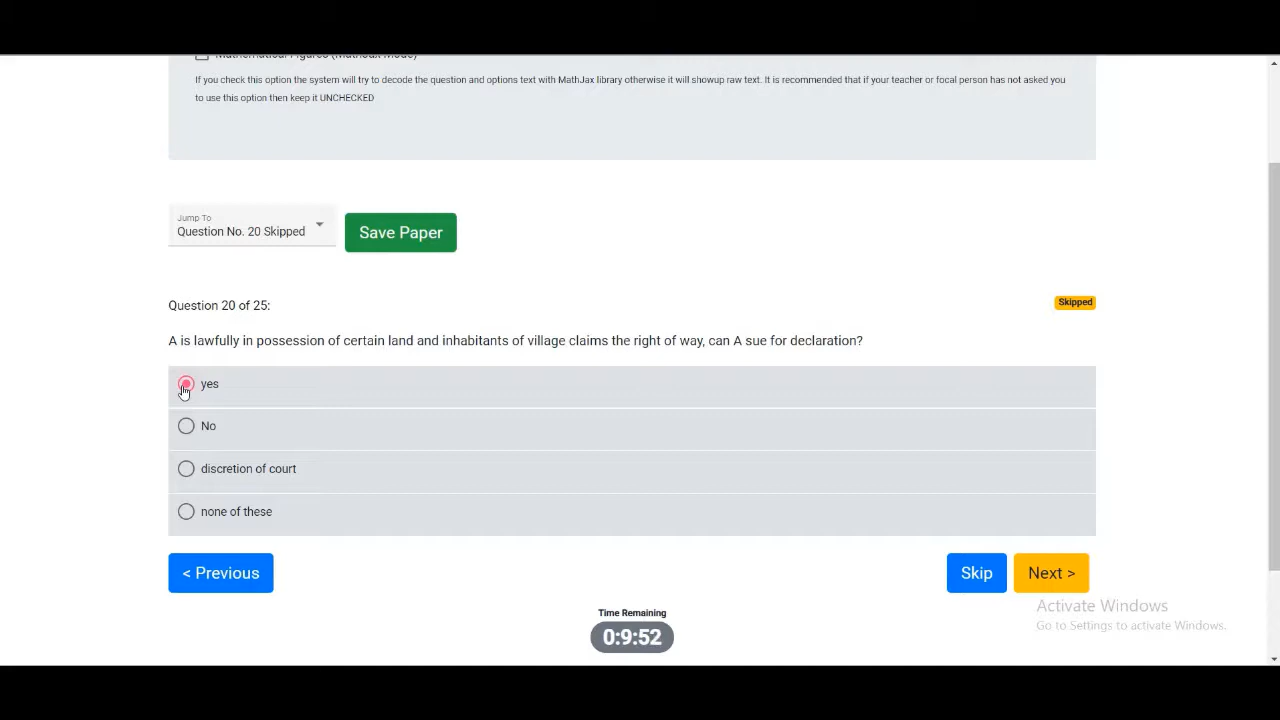 Mathematical Figures (MathJax Mode)
If you check this option the system will try to decode the question and options text with MathJax library otherwise it will showup raw text. It is recommended that if your teacher or focal person has not asked you
to use this option then keep it UNCHECKED
Jump To
Question No. 20 Skipped
Save Paper
Question 20 of 25:
Skipped
A is lawfully in possession of certain land and inhabitants of village claims the right of way, can A sue for declaration?
yes
No
discretion of court
none of these
< Previous
Skip
Next >
Time Remaining
0:9:52
Activate Windows
Go to Settings to activate Windows.